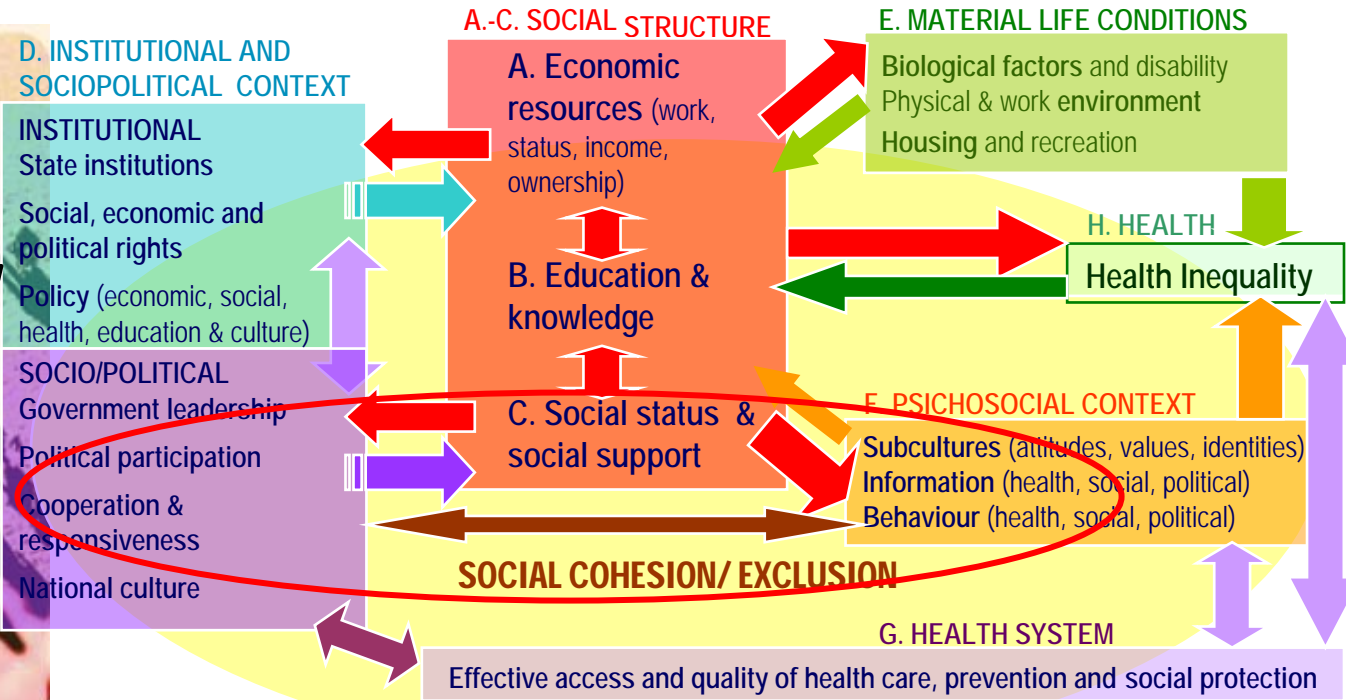 D. INSTITUTIONAL AND
SOCIOPOLITICAL CONTEXT
INSTITUTIONAL
State institutions
Social, economic and
political rights
Policy (economic, social,
health, education & culture)
SOCIO/POLITICAL
Government leadership
Political participation
Cooperation &
responsiveness
National culture
A.-C. SOCIAL STRUCTURE
A. Economic
resources (work,
status, income,
ownership)
B. Education &
knowledge
C. Social status &
social support
SOCIAL COHESION/ EXCLUSION
E. MATERIAL LIFE CONDITIONS
Biological factors and disability
Physical & work environment
Housing and recreation
H. HEALTH
Health Inequality
F. PSICHOSOCIAL CONTEXT
Subcultures (attitudes, values, identities)
Information (health, social, political)
Behaviour (health, social, political)
G. HEALTH SYSTEM
Effective access and quality of health care, prevention and social protection